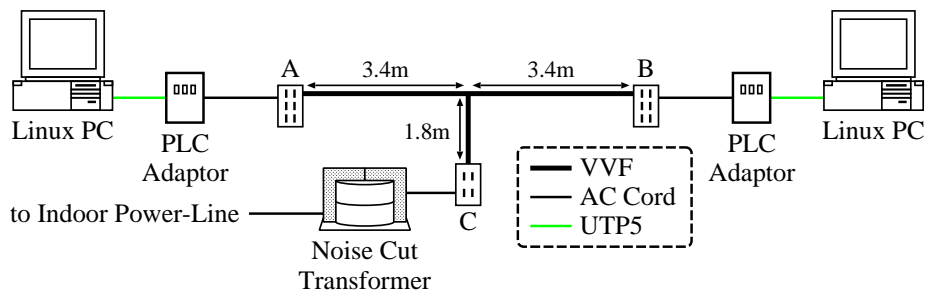 A
3.4m
3.4m
B
1.8m
Linux PC
PLC
Adaptor
PLC
Adaptor
Linux PC
VVF
AC Cord
UTP5
to Indoor Power-Line
C
Noise Cut
Transformer